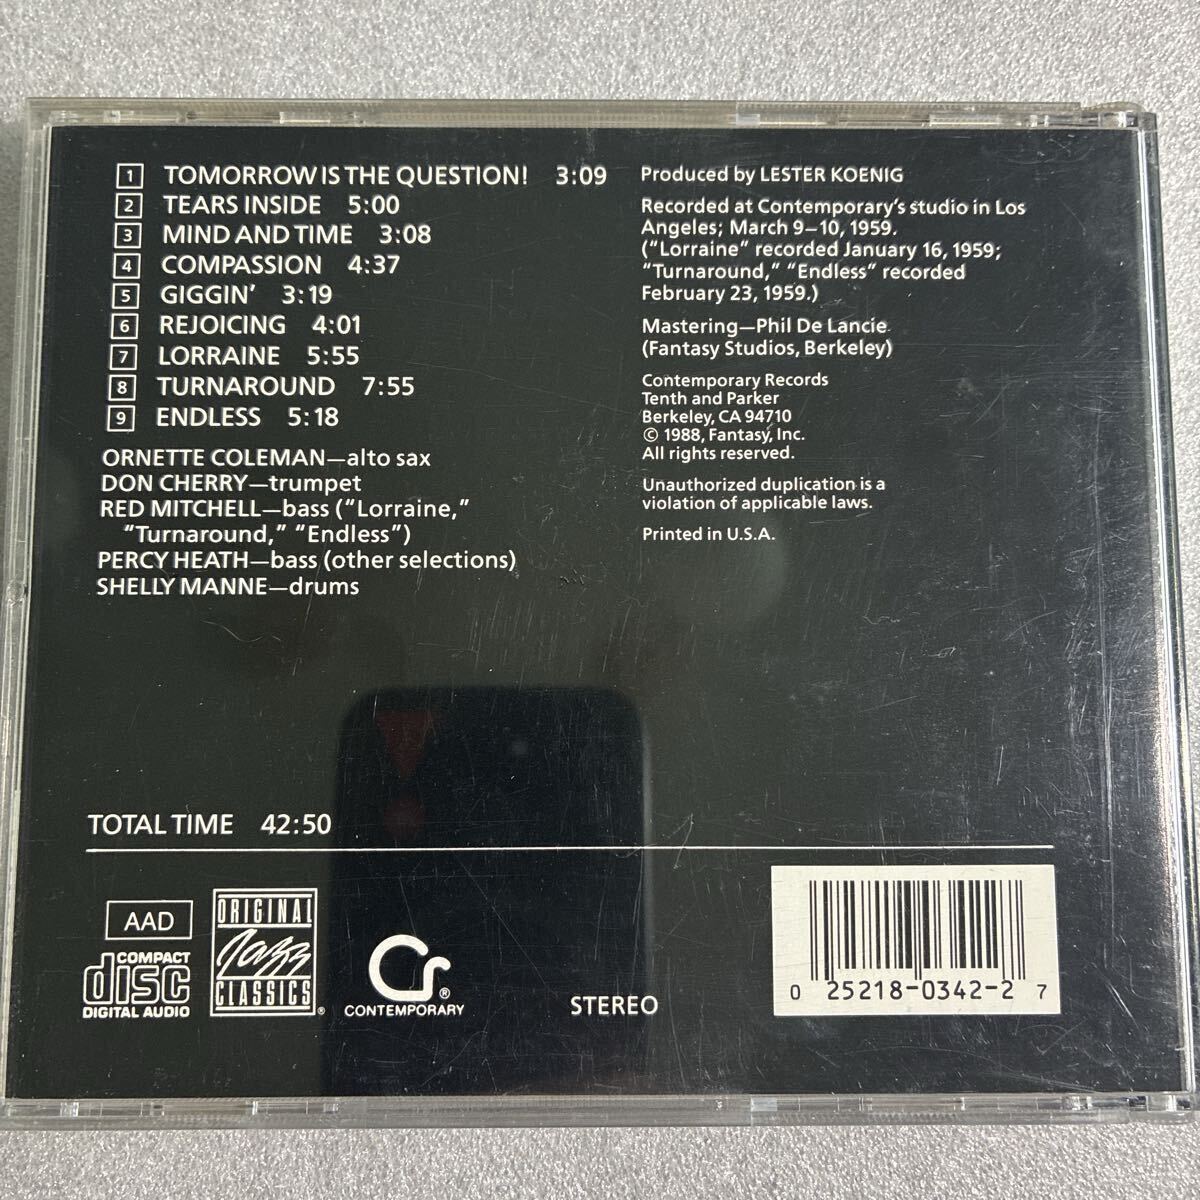 1 TOMORROW IS THE QUESTION! 3:09
2 TEARS INSIDE 5:00
3 MIND AND TIME 3:08
4 COMPASSION 4:37
5 GIGGIN’ 3:19
6 REJOICING 4:01
7 LORRAINE 5:55
8 TURNAROUND 7:55
9 ENDLESS 5:18
ORNETTE COLEMAN—alto sax
DON CHERRY—trumpet
RED MITCHELL—bass (“Lorraine,”
“Turnaround,” “Endless”)
PERCY HEATH—bass (other selections)
SHELLY MANNE—drums
Produced by LESTER KOENIG
Recorded at Contemporary’s studio in Los
Angeles; March 9–10, 1959.
(“Lorraine” recorded January 16, 1959;
“Turnaround,” “Endless” recorded
February 23, 1959.)
Mastering—Phil De Lancie
(Fantasy Studios, Berkeley)
Contemporary Records
Tenth and Parker
Berkeley, CA 94710
© 1988, Fantasy, Inc.
All rights reserved.
Unauthorized duplication is a
violation of applicable laws.
Printed in U.S.A.
TOTAL TIME 42:50
AAD
COMPACT
disc
DIGITAL AUDIO
ORIGINAL
Jazz
CLASSICS®
Cr®
CONTEMPORARY
STEREO
0 25218-0342-2 7